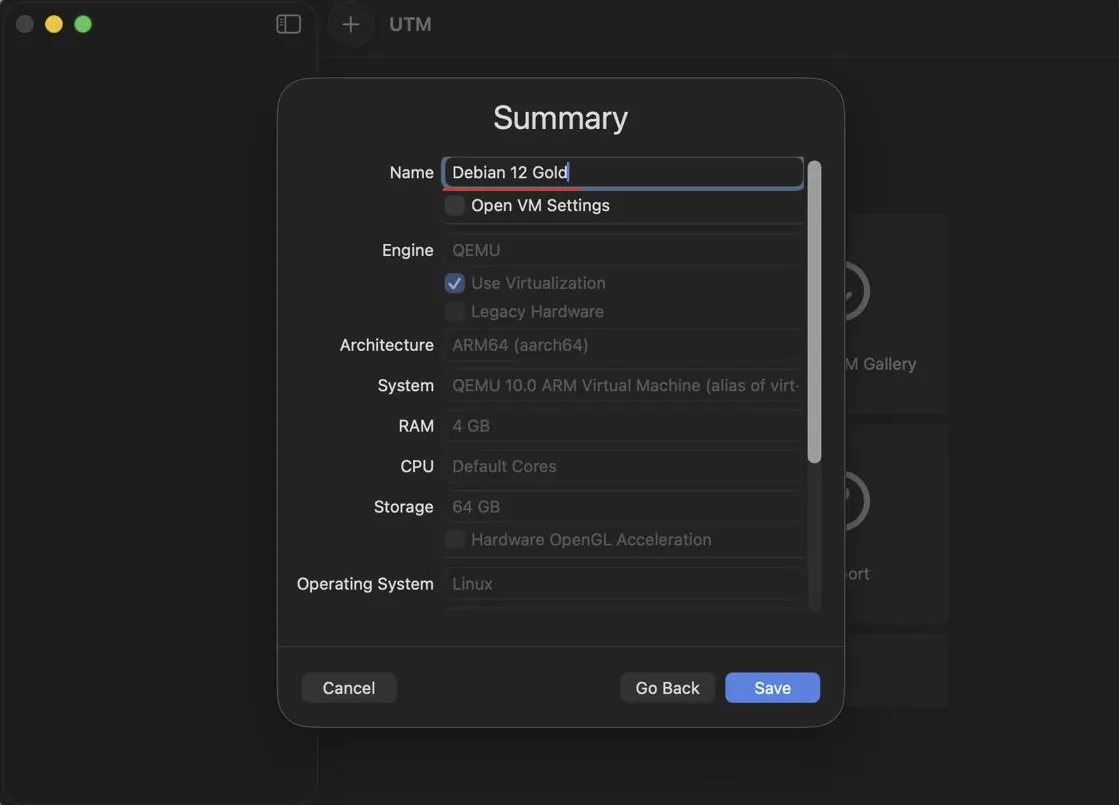 UTM
Summary
Name Debian 12 Gold
Open VM Settings
Engine QEMU
Use Virtualization
Legacy Hardware
Architecture ARM64 (aarch64)
System QEMU 10.0 ARM Virtual Machine (alias of virt-
RAM 4 GB
CPU Default Cores
Storage 64 GB
Hardware OpenGL Acceleration
Operating System Linux
Cancel Go Back Save
M Gallery
ort